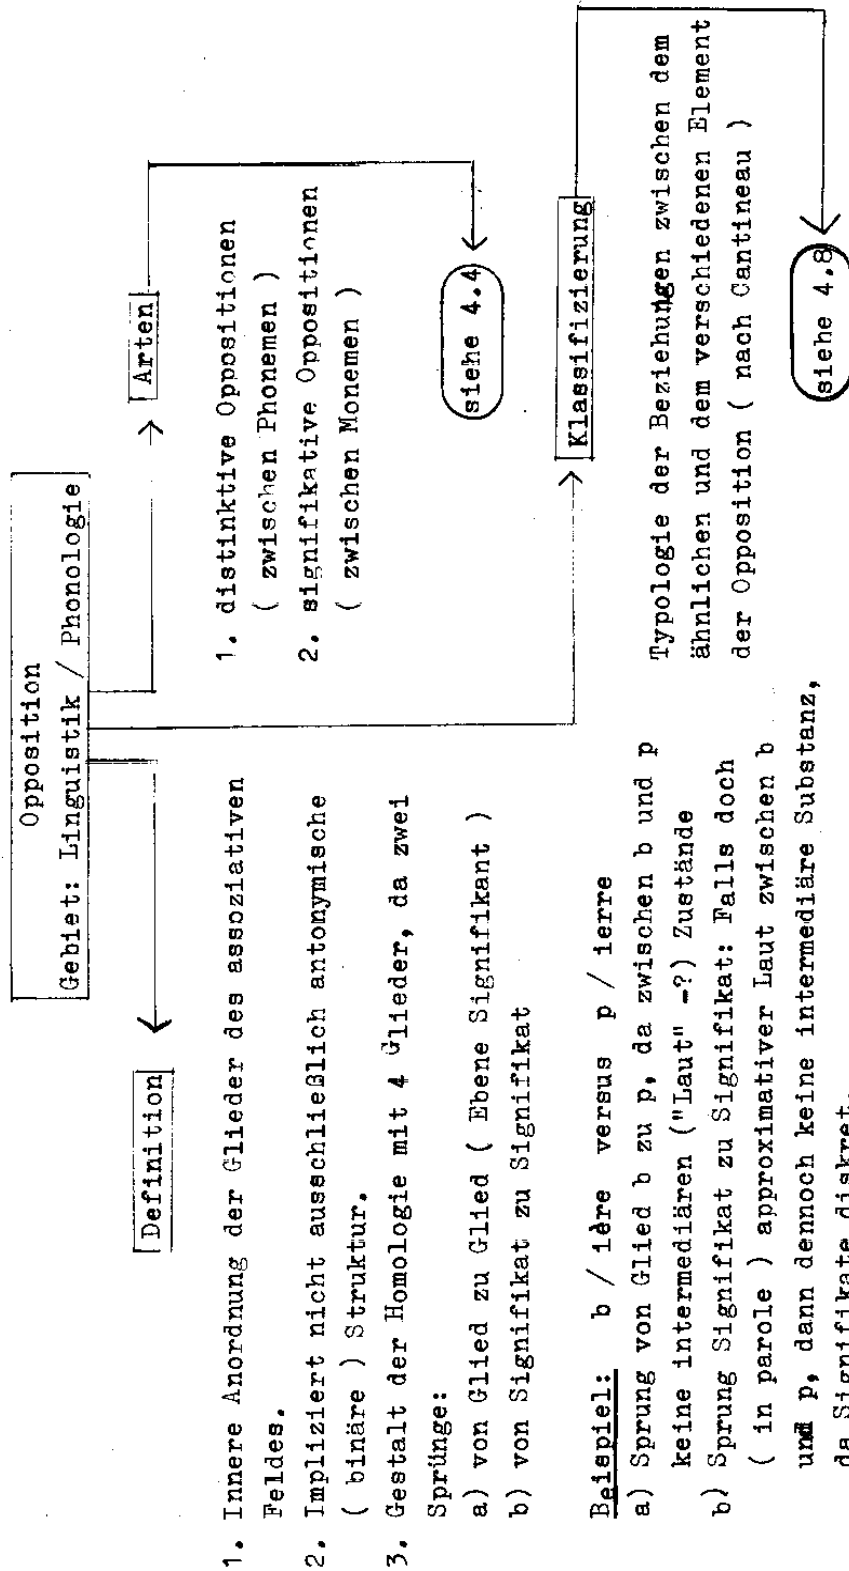 Opposition
Gebiet: Linguistik / Phonologie
Definition
1. Innere Anordnung der Glieder des assoziativen
Feldes.
2. Impliziert nicht ausschließlich antonymische
( binäre ) Struktur.
3. Gestalt der Homologie mit 4 Glieder, da zwei
Sprünge:
a) von Glied zu Glied ( Ebene Signifikant )
b) von Signifikat zu Signifikat
Beispiel: b / ière versus p / ierre
a) Sprung von Glied b zu p, da zwischen b und p
keine intermediären ("Laut" -?) Zustände
b) Sprung Signifikat zu Signifikat: Falls doch
( in parole ) approximativer Laut zwischen b
und p, dann dennoch keine intermediäre Substanz,
da Signifikate diskret.
Arten
1. distinktive Oppositionen
( zwischen Phonemen )
2. signifikative Oppositionen
( zwischen Monemen )
siehe 4.4
Klassifizierung
Typologie der Beziehungen zwischen dem
ähnlichen und dem verschiedenen Element
der Opposition ( nach Cantineau )
siehe 4.8